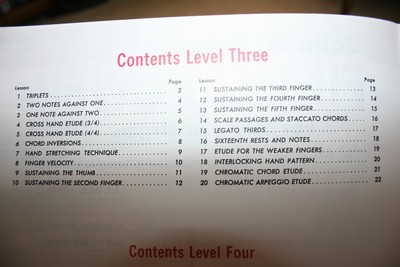 Contents Level Three
Lesson Page
1 TRIPLETS 3
2 TWO NOTES AGAINST ONE 4
3 ONE NOTE AGAINST TWO 5
4 CROSS HAND ETUDE (3/4) 6
5 CROSS HAND ETUDE (4/4) 7
6 CHORD INVERSIONS 8
7 HAND STRETCHING TECHNIQUE 9
8 FINGER VELOCITY 10
9 SUSTAINING THE THUMB 11
10 SUSTAINING THE SECOND FINGER 12
Lesson Page
11 SUSTAINING THE THIRD FINGER 13
12 SUSTAINING THE FOURTH FINGER 14
13 SUSTAINING THE FIFTH FINGER 15
14 SCALE PASSAGES AND STACCATO CHORDS 16
15 LEGATO THIRDS 17
16 SIXTEENTH RESTS AND NOTES 18
17 ETUDE FOR THE WEAKER FINGERS 19
18 INTERLOCKING HAND PATTERN 20
19 CHROMATIC CHORD ETUDE 21
20 CHROMATIC ARPEGGIO ETUDE 22
Contents Level Four